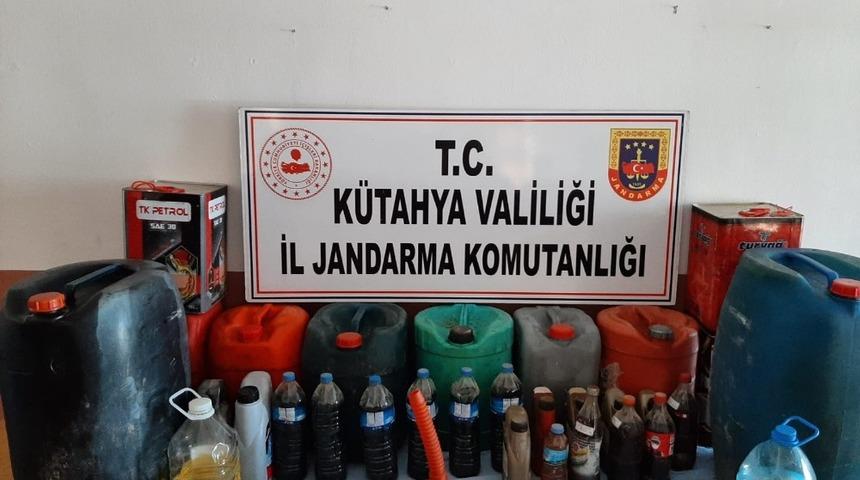 T.C.
KÜTAHYA VALİLİĞİ
İL JANDARMA KOMUTANLIĞI
JANDARMA
TK PETROL
SAE 30